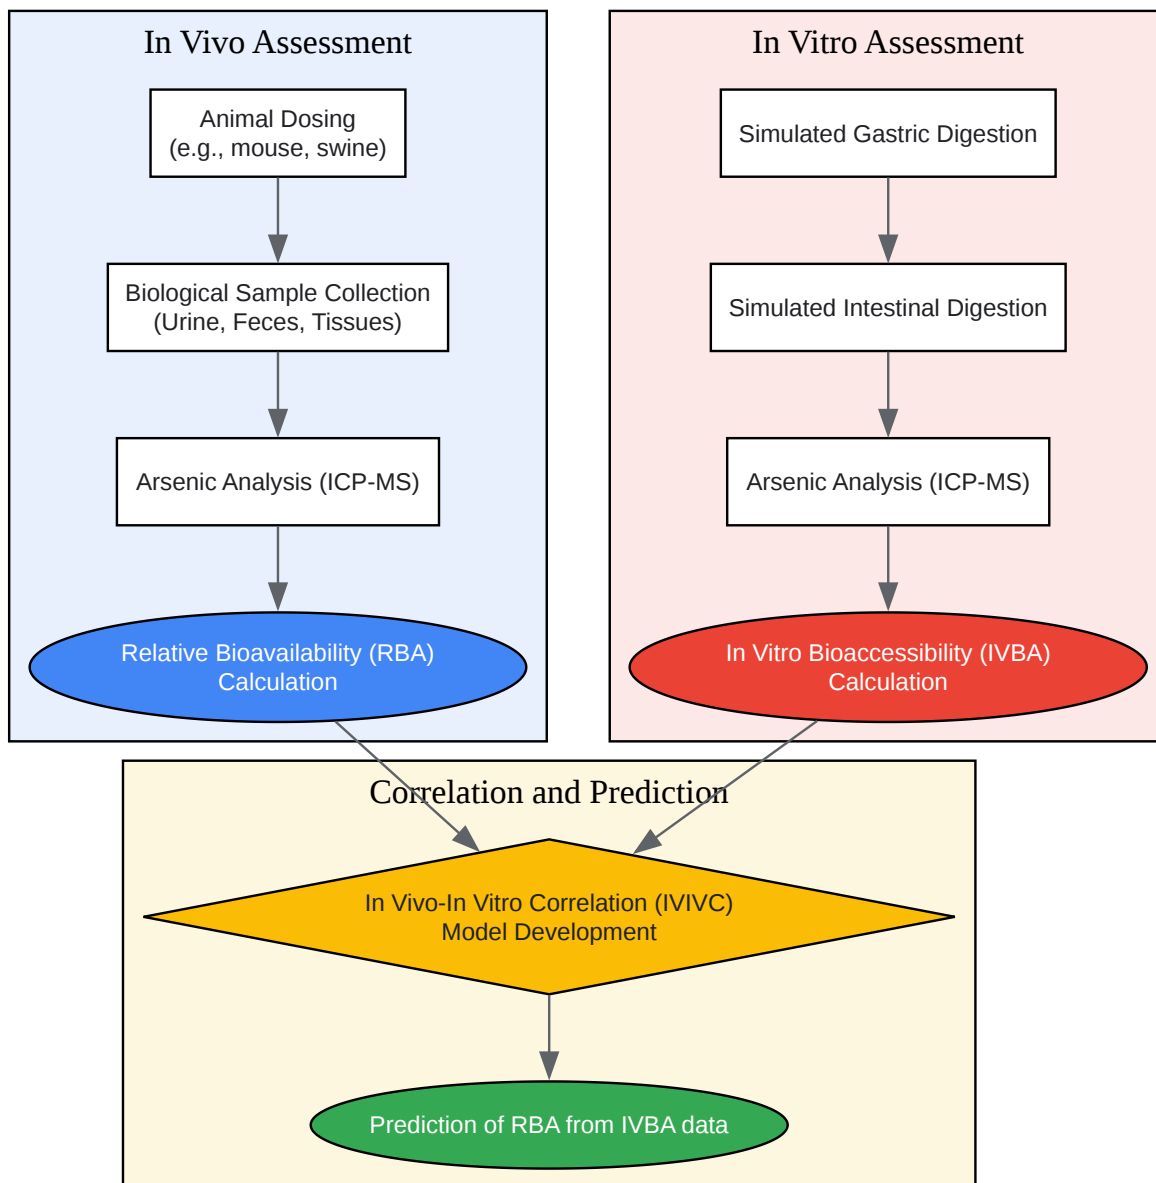 In Vivo Assessment
Animal Dosing
(e.g., mouse, swine)
Biological Sample Collection
(Urine, Feces, Tissues)
Arsenic Analysis (ICP-MS)
Relative Bioavailability (RBA)
Calculation
In Vitro Assessment
Simulated Gastric Digestion
Simulated Intestinal Digestion
Arsenic Analysis (ICP-MS)
In Vitro Bioaccessibility (IVBA)
Calculation
Correlation and Prediction
In Vivo-In Vitro Correlation (IVIVC)
Model Development
Prediction of RBA from IVBA data